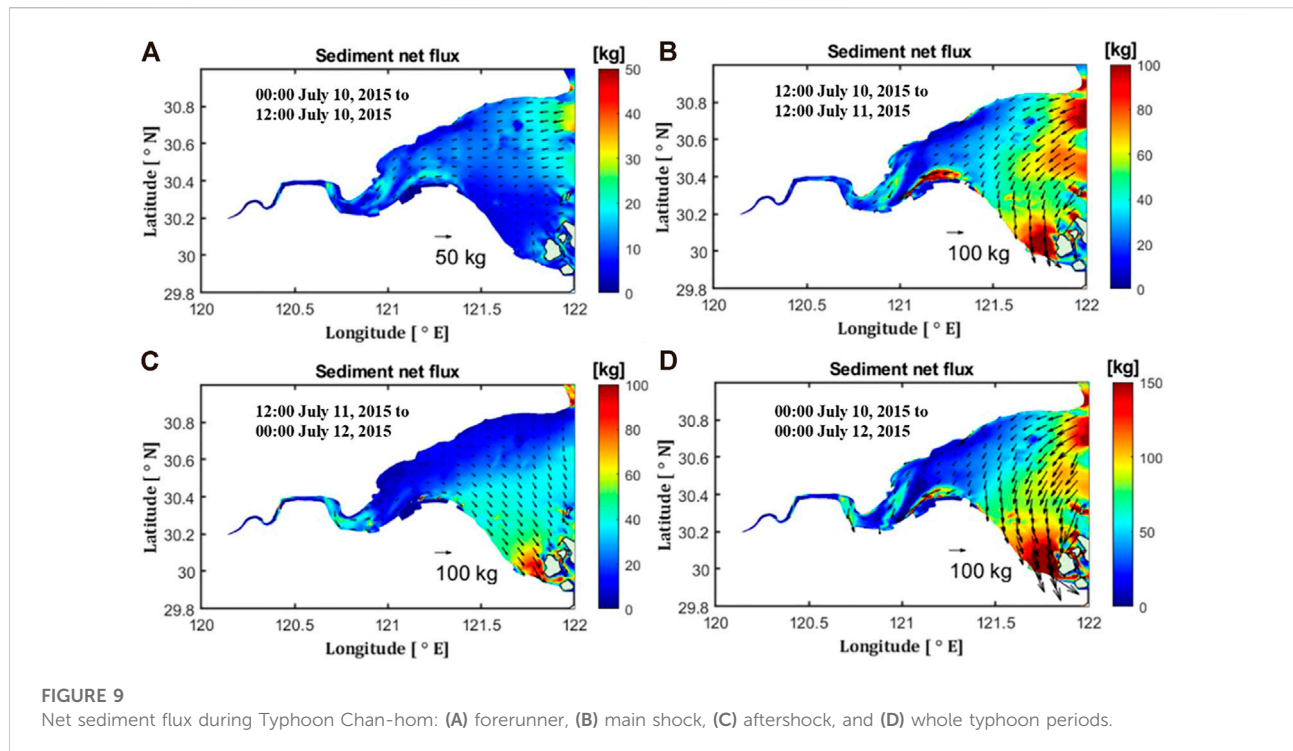 A
Sediment net flux
[kg]
00:00 July 10, 2015 to
12:00 July 10, 2015
50 kg
Latitude [ ° N]
30.8
30.6
30.4
30.2
30
29.8
120
120.5
121
121.5
122
Longitude [ ° E]
50
40
30
20
10
0
B
Sediment net flux
[kg]
12:00 July 10, 2015 to
12:00 July 11, 2015
100 kg
Latitude [ ° N]
30.8
30.6
30.4
30.2
30
29.8
120
120.5
121
121.5
122
Longitude [ ° E]
100
80
60
40
20
0
C
Sediment net flux
[kg]
12:00 July 11, 2015 to
00:00 July 12, 2015
100 kg
Latitude [ ° N]
30.8
30.6
30.4
30.2
30
29.8
120
120.5
121
121.5
122
Longitude [ ° E]
100
80
60
40
20
0
D
Sediment net flux
[kg]
00:00 July 10, 2015 to
00:00 July 12, 2015
100 kg
Latitude [ ° N]
30.8
30.6
30.4
30.2
30
29.8
120
120.5
121
121.5
122
Longitude [ ° E]
150
100
50
0
FIGURE 9
Net sediment flux during Typhoon Chan-hom: (A) forerunner, (B) main shock, (C) aftershock, and (D) whole typhoon periods.